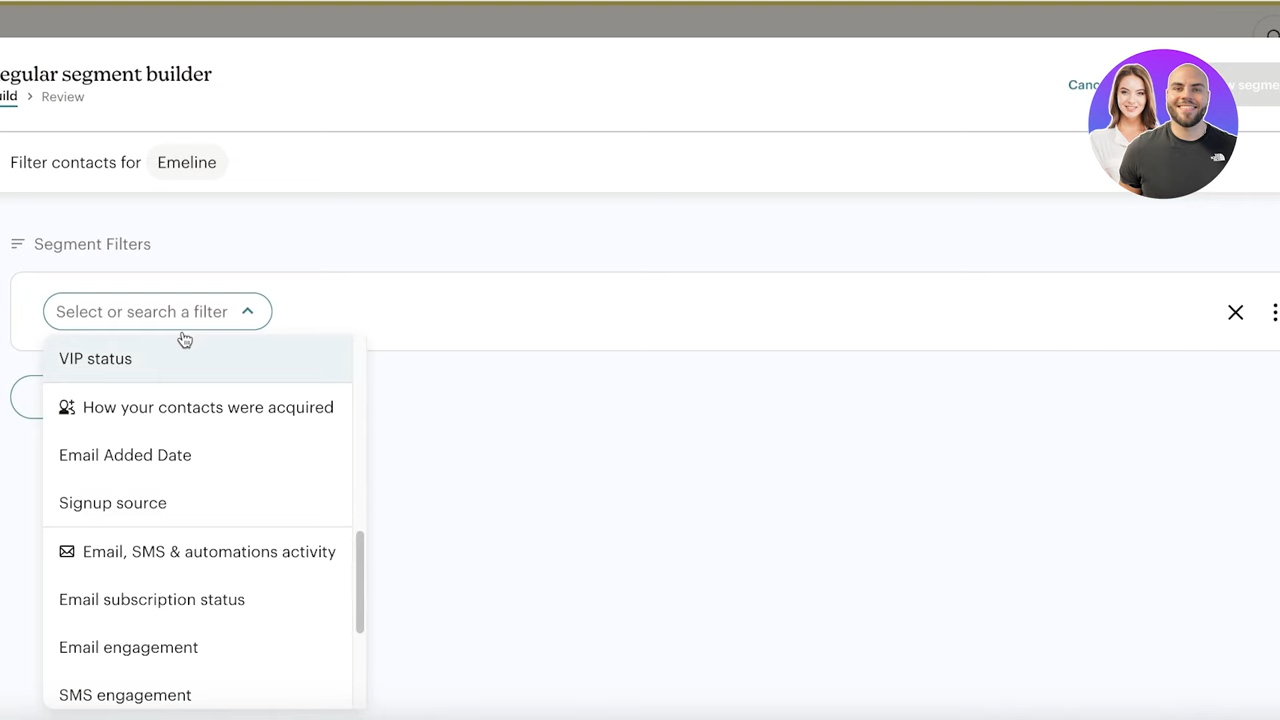 egular segment builder
ild > Review
Canc
segme
Filter contacts for Emeline
Segment Filters
Select or search a filter
VIP status
How your contacts were acquired
Email Added Date
Signup source
Email, SMS & automations activity
Email subscription status
Email engagement
SMS engagement